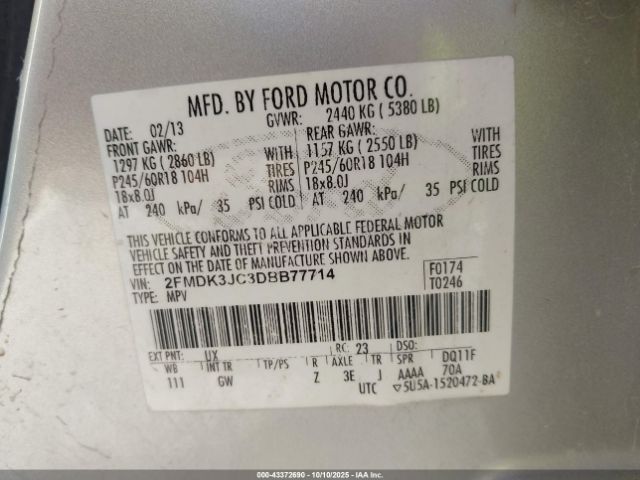 MFD. BY FORD MOTOR CO.
DATE: 02/13 GVWR: 2440 KG ( 5380 LB)
FRONT GAWR: REAR GAWR:
1297 KG ( 2860 LB) WITH 1157 KG ( 2550 LB) WITH
P245/60R18 104H TIRES P245/60R18 104H TIRES
18x8.0J RIMS 18x8.0J RIMS
AT 240 kPa/ 35 PSI COLD AT 240 kPa/ 35 PSI COLD
THIS VEHICLE CONFORMS TO ALL APPLICABLE FEDERAL MOTOR
VEHICLE SAFETY AND THEFT PREVENTION STANDARDS IN
EFFECT ON THE DATE OF MANUFACTURE SHOWN ABOVE.
VIN: 2FMDK3JC3DBB77714 F0174
TYPE: MPV T0246
EXT PNT: UX RC: 23 DSO:
WB INT TR TP/PS R AXLE TR SPR DQ11F
111 GW Z 3E J AAAA 70A
UTC 5U5A-1520472-BA
000-43372690 - 10/10/2025 - IAAI.com